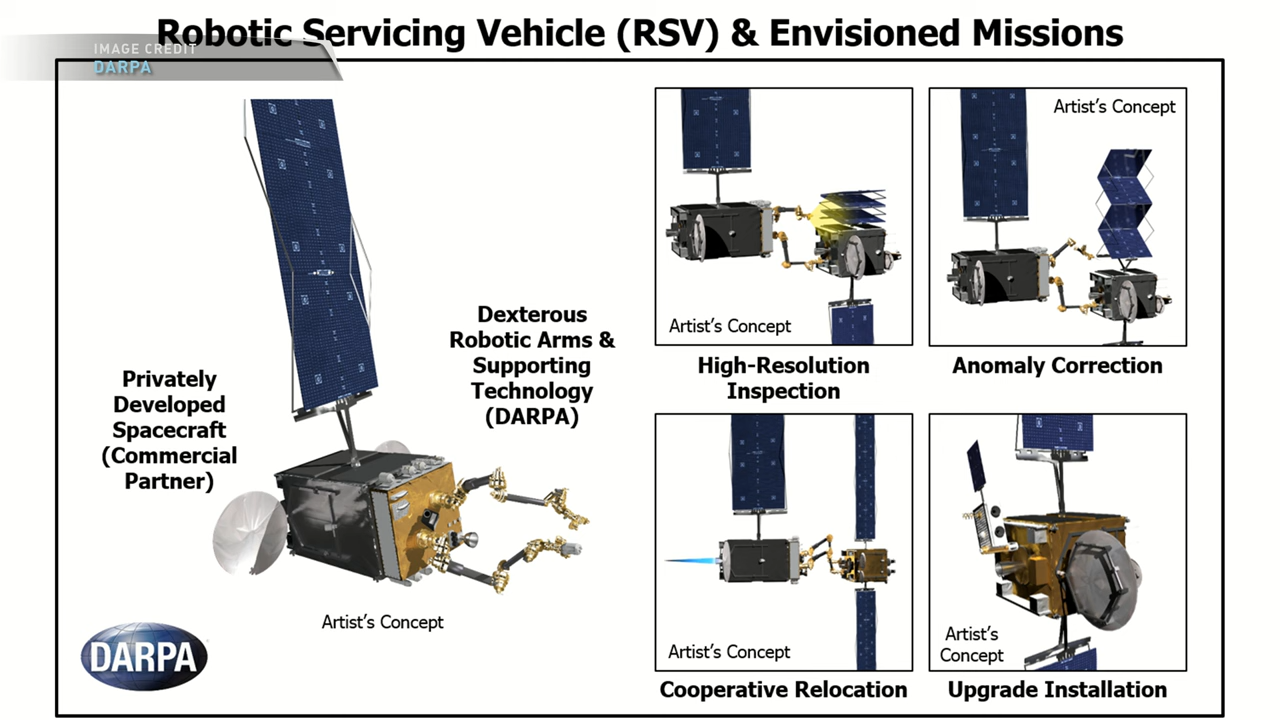 Robotic Servicing Vehicle (RSV) & Envisioned Missions
IMAGE CREDIT
DARPA
Privately
Developed
Spacecraft
(Commercial
Partner)
Dexterous
Robotic Arms &
Supporting
Technology
(DARPA)
Artist's Concept
DARPA
Artist's Concept
High-Resolution
Inspection
Artist's Concept
Anomaly Correction
Artist's Concept
Cooperative Relocation
Artist's
Concept
Upgrade Installation